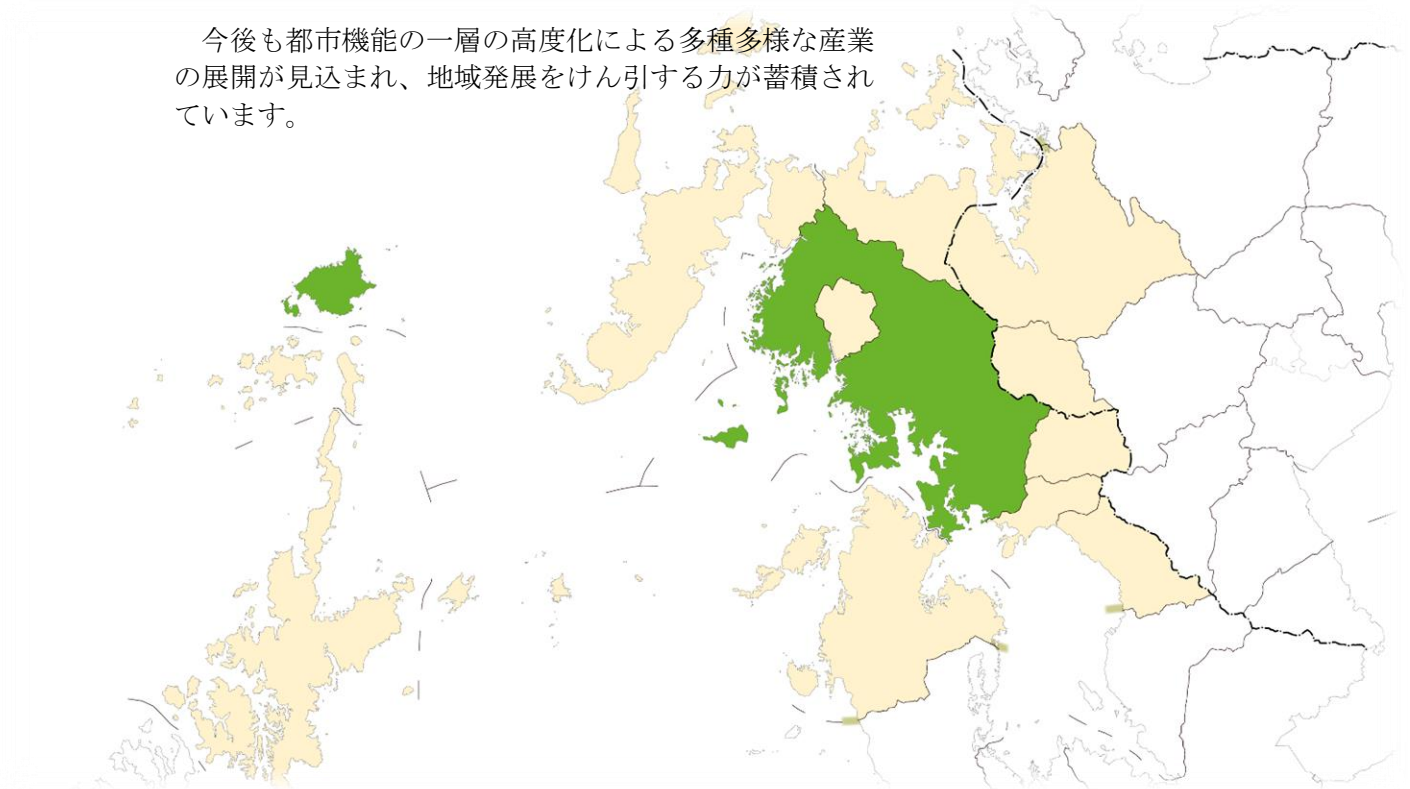 今後も都市機能の一層の高度化による多種多様な産業
の展開が見込まれ、地域発展をけん引する力が蓄積され
ています。